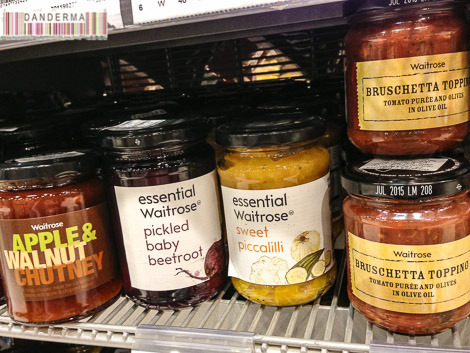 DANDERMA
6 W
JUL 2015
Waitrose
BRUSCHETTA TOPPING
TOMATO PURÉE AND OLIVES
IN OLIVE OIL
Waitrose
APPLE &
WALNUT
CHUTNEY
essential
Waitrose®
pickled
baby
beetroot
essential
Waitrose®
sweet
piccalilli
JUL 2015 LM 208
Waitrose
BRUSCHETTA TOPPING
TOMATO PURÉE AND OLIVES
IN OLIVE OIL